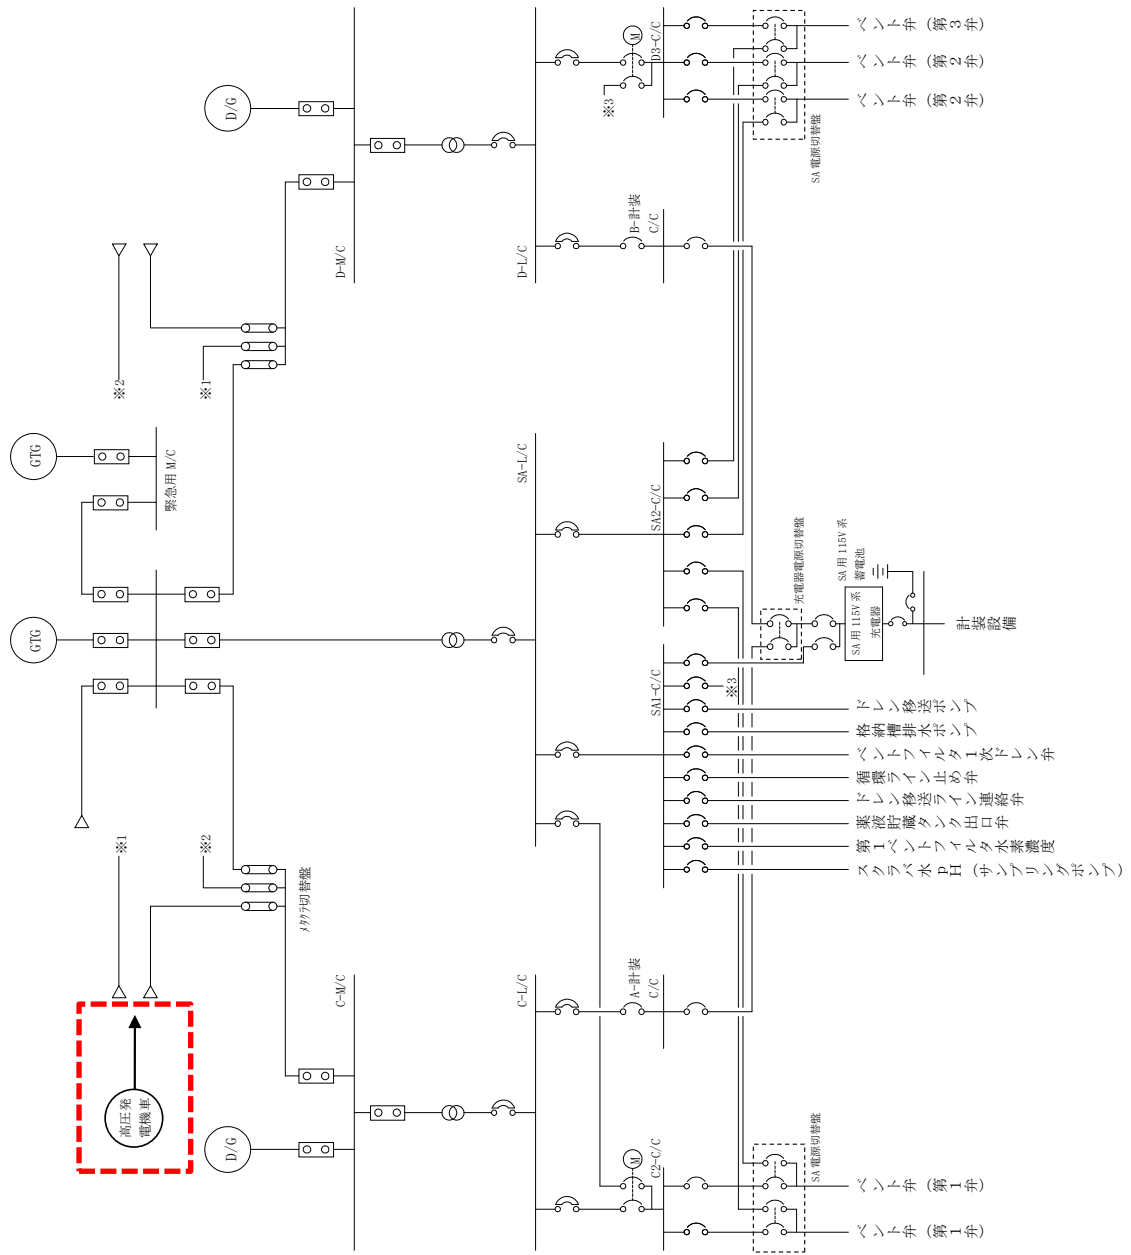 高圧発
電機車
※1
※2
D/G
メタクラ切替盤
C-M/C
C-L/C
A-計装
C/C
M
C2-C/C
SA電源切替盤
ベント弁 (第1弁)
ベント弁 (第1弁)
GTG
GTG
緊急用 M/C
SA-L/C
SA1-C/C
SA2-C/C
※3
スクラバ水 pH (サンプリングポンプ)
第1ベントフィルタ水素濃度
薬液貯蔵タンク出口弁
ドレン移送ライン連絡弁
循環ライン止め弁
ベントフィルタ1次ドレン弁
格納槽排水ポンプ
ドレン移送ポンプ
充電器電源切替盤
SA用115V系
充電器
SA用115V系
蓄電池
計装設備
※2
※1
D/G
D-M/C
D-L/C
B-計装
C/C
※3
M
D3-C/C
SA電源切替盤
ベント弁 (第2弁)
ベント弁 (第2弁)
ベント弁 (第3弁)